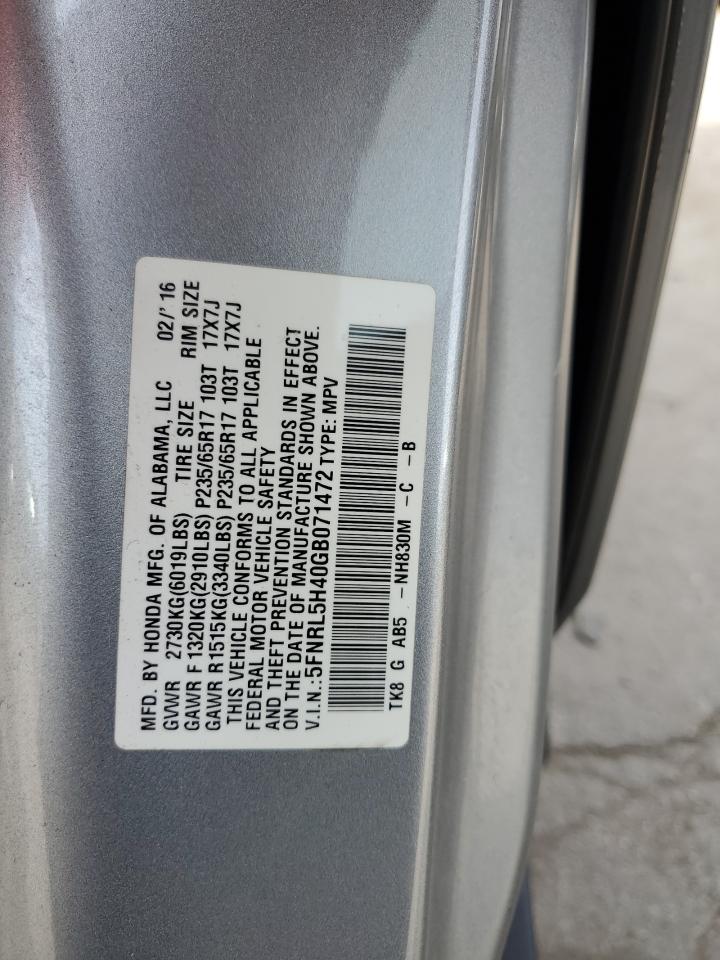 MFD. BY HONDA MFG. OF ALABAMA, LLC 02/'16
GVWR 2730KG(6019LBS) TIRE SIZE RIM SIZE
GAWR F 1320KG(2910LBS) P235/65R17 103T 17X7J
GAWR R 1515KG(3340LBS) P235/65R17 103T 17X7J
THIS VEHICLE CONFORMS TO ALL APPLICABLE
FEDERAL MOTOR VEHICLE SAFETY
AND THEFT PREVENTION STANDARDS IN EFFECT
ON THE DATE OF MANUFACTURE SHOWN ABOVE.
V.I.N.:5FNRL5H40GB071472 TYPE: MPV
TK8 G AB5 -NH830M -C -B